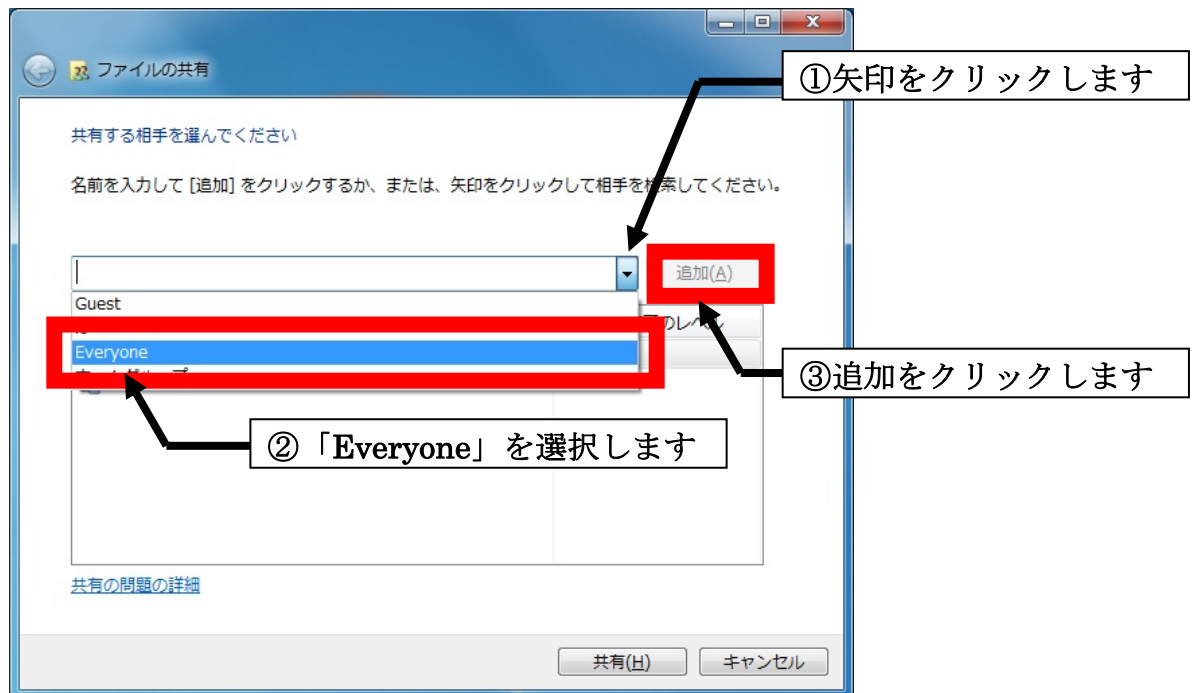 ファイルの共有
①矢印をクリックします
共有する相手を選んでください
名前を入力して [追加] をクリックするか、または、矢印をクリックして相手を検索してください。
追加(A)
Guest
のレベル
Everyone
③追加をクリックします
②「Everyone」を選択します
共有の問題の詳細
共有(H)
キャンセル